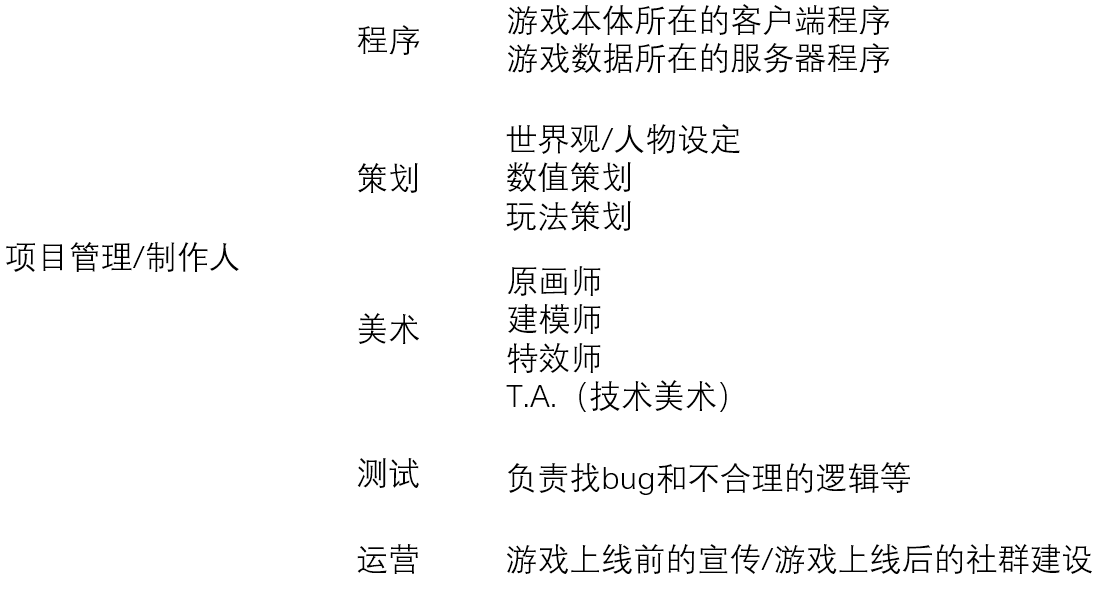 项目管理/制作人
程序
游戏本体所在的客户端程序
游戏数据所在的服务器程序
策划
世界观/人物设定
数值策划
玩法策划
美术
原画师
建模师
特效师
T.A.（技术美术）
测试
负责找bug和不合理的逻辑等
运营
游戏上线前的宣传/游戏上线后的社群建设